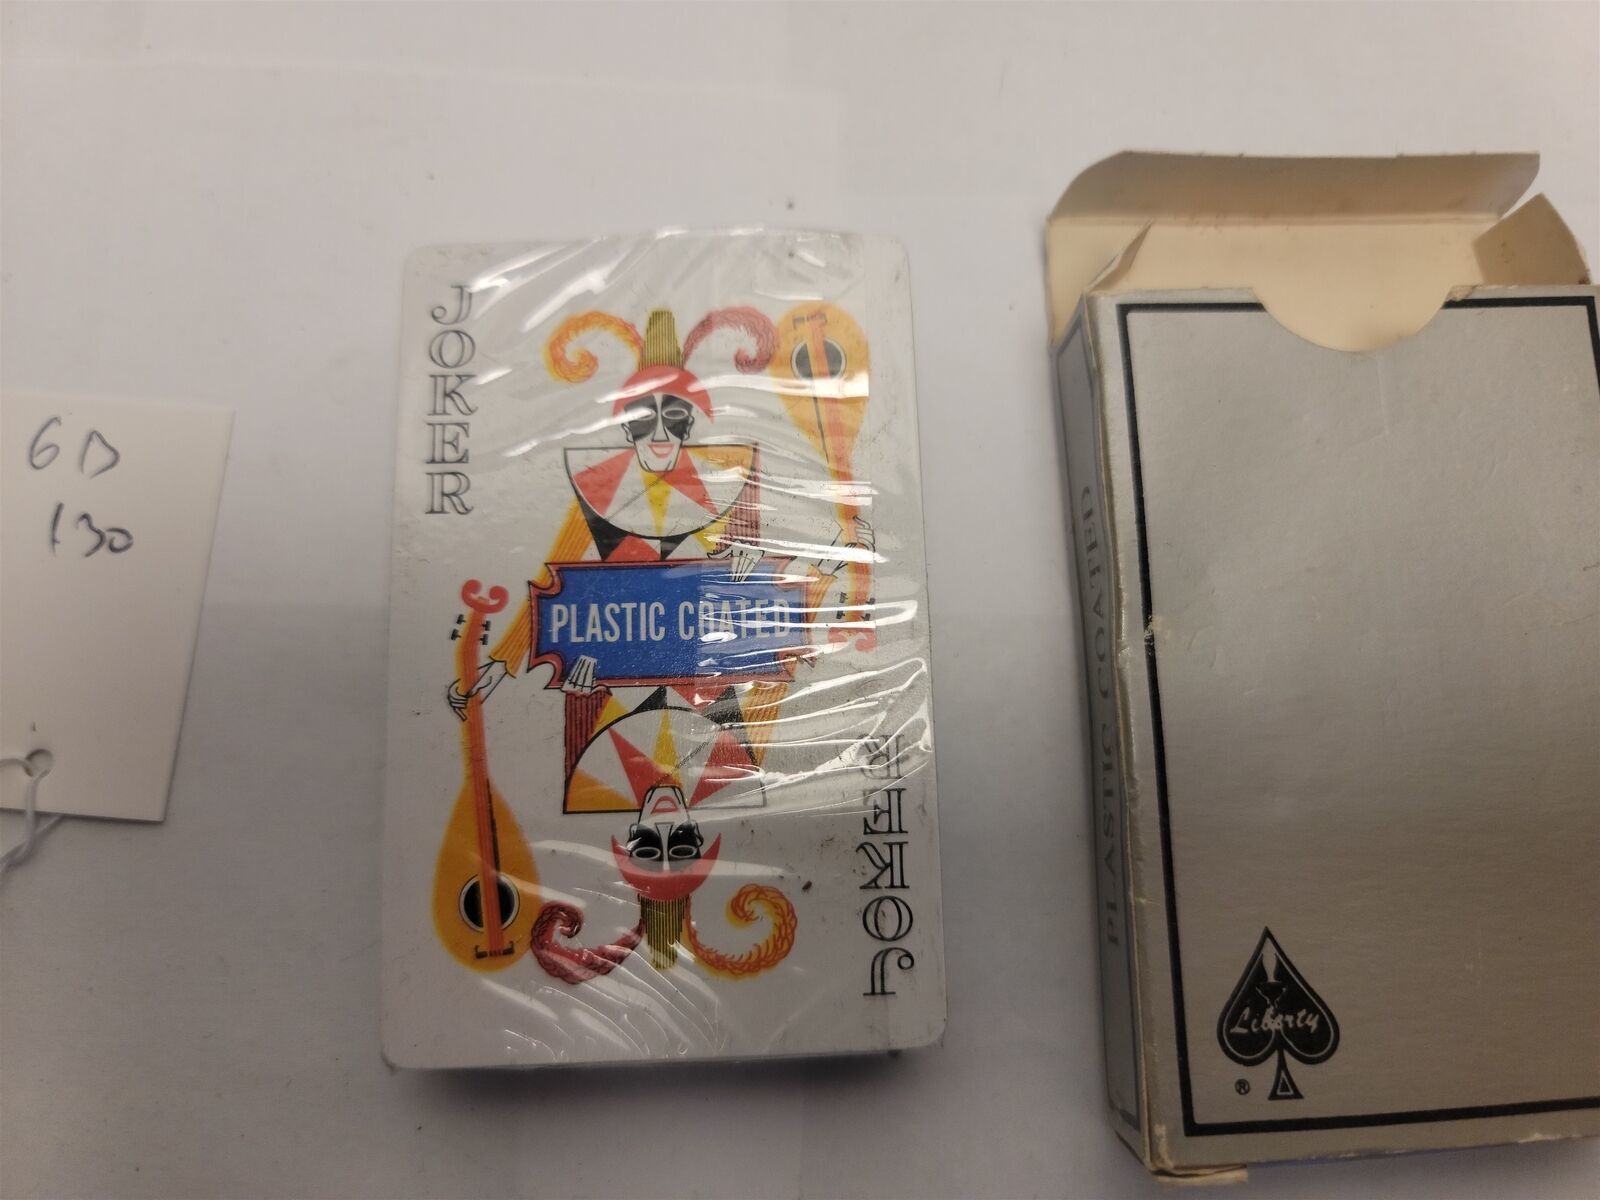 6D
130
JOKER
PLASTIC COATED
JOKER
PLASTIC COATED
Liberty
®